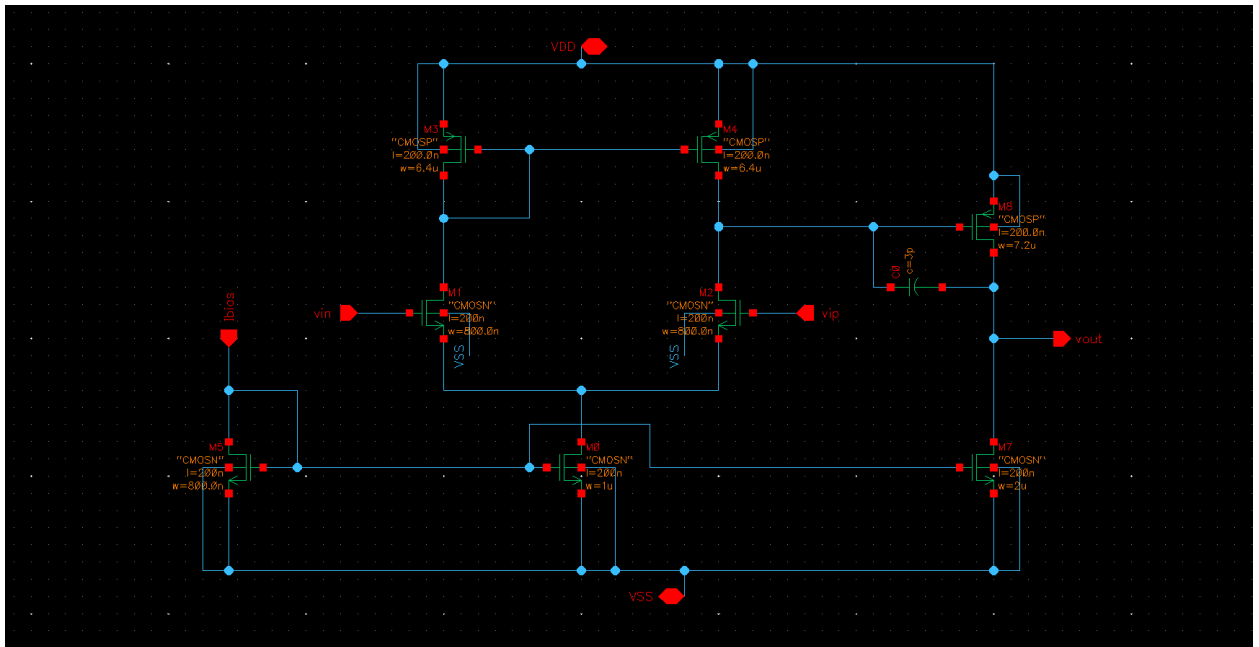 VDD
M3
"CMOSP"
l=200.0n
w=6.4u
M4
"CMOSP"
l=200.0n
w=6.4u
M8
"CMOSP"
l=200.0n
w=7.2u
C0
c=3p
M1
"CMOSN"
l=200n
w=800.0n
VSS
M2
"CMOSN"
l=200n
w=800.0n
VSS
vin
vip
Ibias
vout
M6
"CMOSN"
l=200n
w=800.0n
M0
"CMOSN"
l=200n
w=1u
M7
"CMOSN"
l=200n
w=2u
VSS